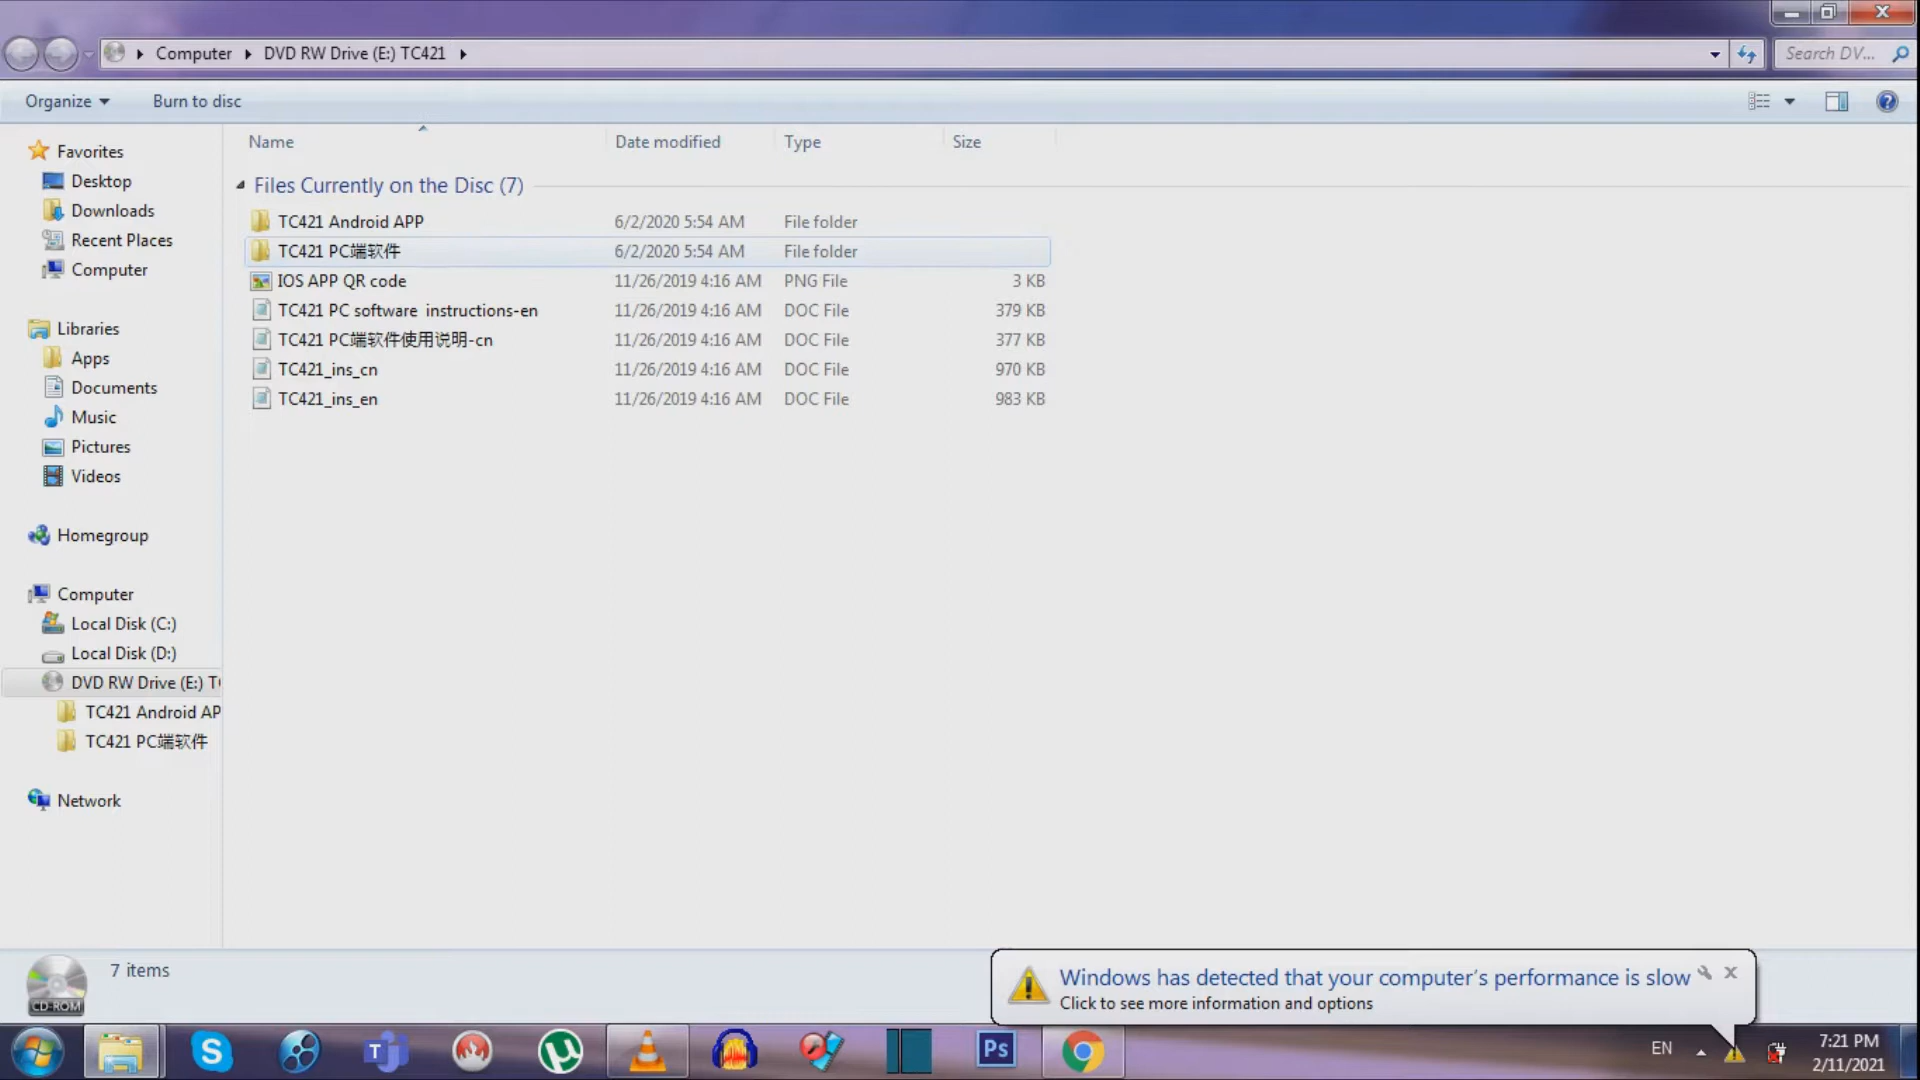 Computer DVD RW Drive (E:) TC421
Search DV...
Organize Burn to disc
Name Date modified Type Size
Files Currently on the Disc (7)
TC421 Android APP 6/2/2020 5:54 AM File folder
TC421 PC端软件 6/2/2020 5:54 AM File folder
IOS APP QR code 11/26/2019 4:16 AM PNG File 3 KB
TC421 PC software instructions-en 11/26/2019 4:16 AM DOC File 379 KB
TC421 PC端软件使用说明-cn 11/26/2019 4:16 AM DOC File 377 KB
TC421_ins_cn 11/26/2019 4:16 AM DOC File 970 KB
TC421_ins_en 11/26/2019 4:16 AM DOC File 983 KB
Favorites
Desktop
Downloads
Recent Places
Computer
Libraries
Apps
Documents
Music
Pictures
Videos
Homegroup
Computer
Local Disk (C:)
Local Disk (D:)
DVD RW Drive (E:) T
TC421 Android AP
TC421 PC端软件
Network
7 items
CD-ROM
Windows has detected that your computer's performance is slow
Click to see more information and options
S
T
Ps
EN
7:21 PM
2/11/2021